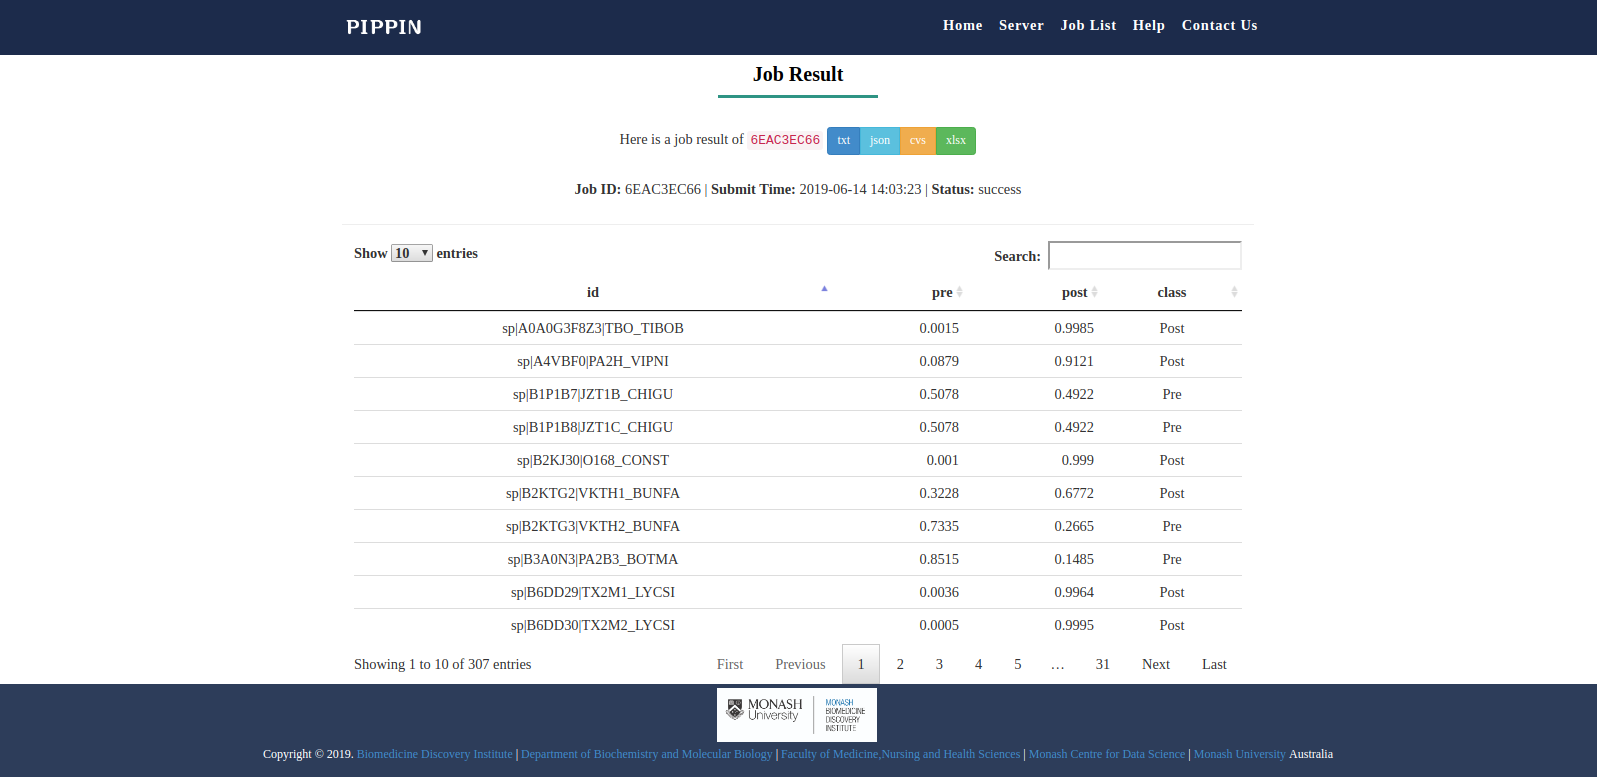 PIPPIN Home Server Job List Help Contact Us
Job Result
Here is a job result of 6EAC3EC66 txt json cvs xlsx
Job ID: 6EAC3EC66 | Submit Time: 2019-06-14 14:03:23 | Status: success
Show 10 entries Search:
id pre post class
sp|A0A0G3F8Z3|TBO_TIBOB 0.0015 0.9985 Post
sp|A4VBF0|PA2H_VIPNI 0.0879 0.9121 Post
sp|B1P1B7|JZT1B_CHIGU 0.5078 0.4922 Pre
sp|B1P1B8|JZT1C_CHIGU 0.5078 0.4922 Pre
sp|B2KJ30|O168_CONST 0.001 0.999 Post
sp|B2KTG2|VKTH1_BUNFA 0.3228 0.6772 Post
sp|B2KTG3|VKTH2_BUNFA 0.7335 0.2665 Pre
sp|B3A0N3|PA2B3_BOTMA 0.8515 0.1485 Pre
sp|B6DD29|TX2M1_LYCSI 0.0036 0.9964 Post
sp|B6DD30|TX2M2_LYCSI 0.0005 0.9995 Post
Showing 1 to 10 of 307 entries First Previous 1 2 3 4 5 … 31 Next Last
MONASH University
MONASH
BIOMEDICINE
DISCOVERY
INSTITUTE
Copyright © 2019. Biomedicine Discovery Institute | Department of Biochemistry and Molecular Biology | Faculty of Medicine,Nursing and Health Sciences | Monash Centre for Data Science | Monash University Australia